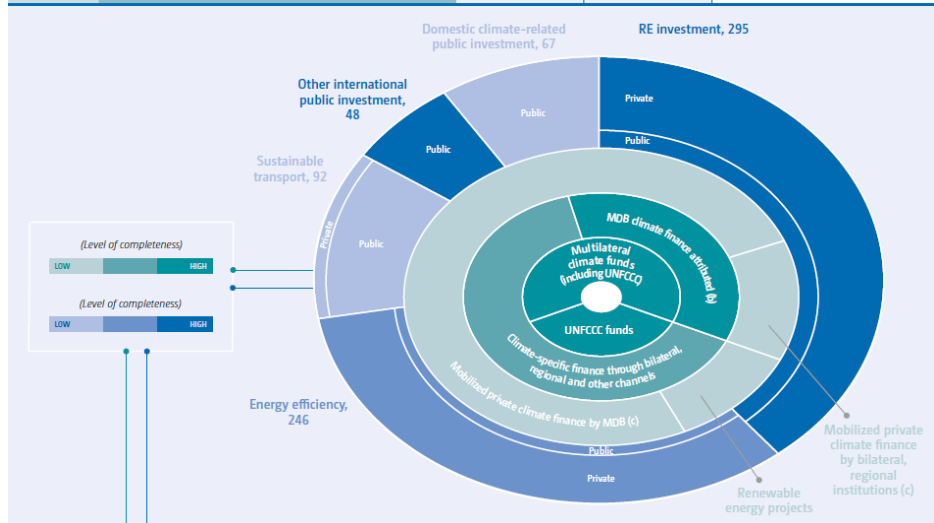 Domestic climate-related
public investment, 67
RE investment, 295
Other international
public investment,
48
Private
Public
Public
Public
Sustainable
transport, 92
Private
Public
(Level of completeness)
LOW
HIGH
(Level of completeness)
LOW
HIGH
MDB climate finance attributed (b)
Multilateral
climate funds
(including UNFCCC)
UNFCCC funds
Climate-specific finance through bilateral,
regional and other channels
Mobilized private climate finance by MDB (c)
Energy efficiency,
246
Public
Private
Mobilized private
climate finance
by bilateral,
regional
institutions (c)
Renewable
energy projects